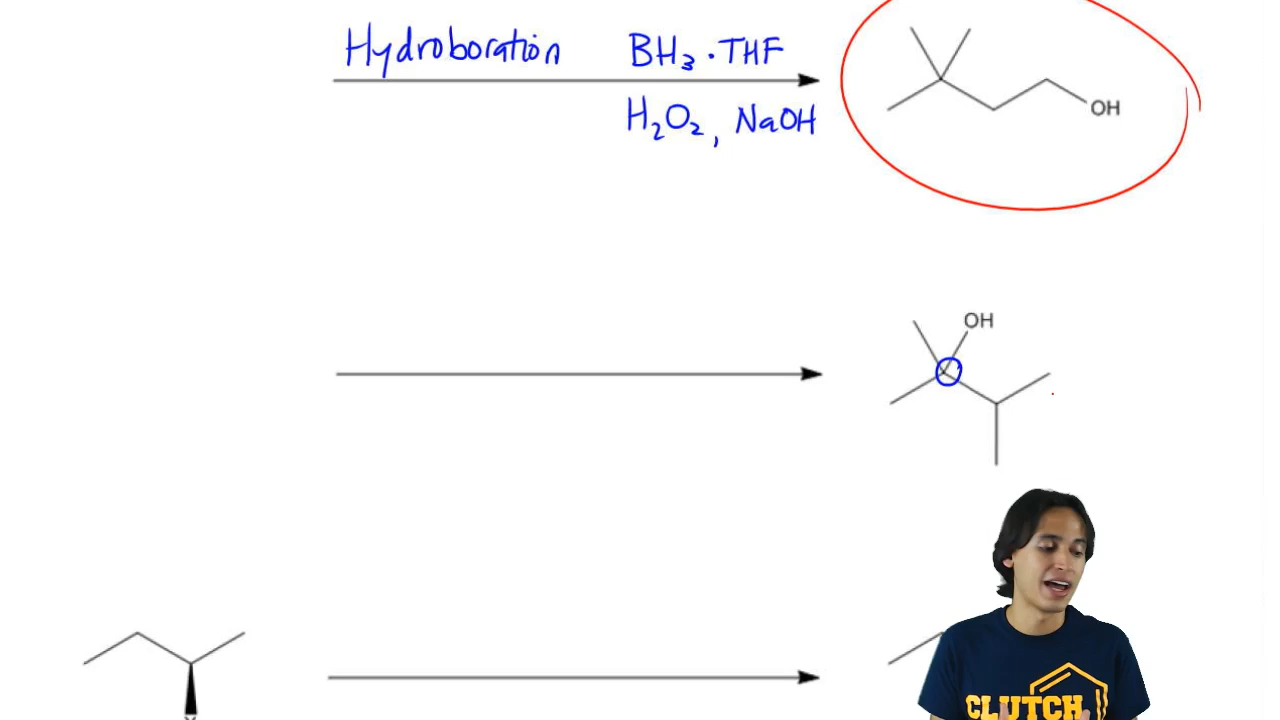 Hydroboration BH₃ · THF
H₂O₂, NaOH
OH
OH
CLUTCH